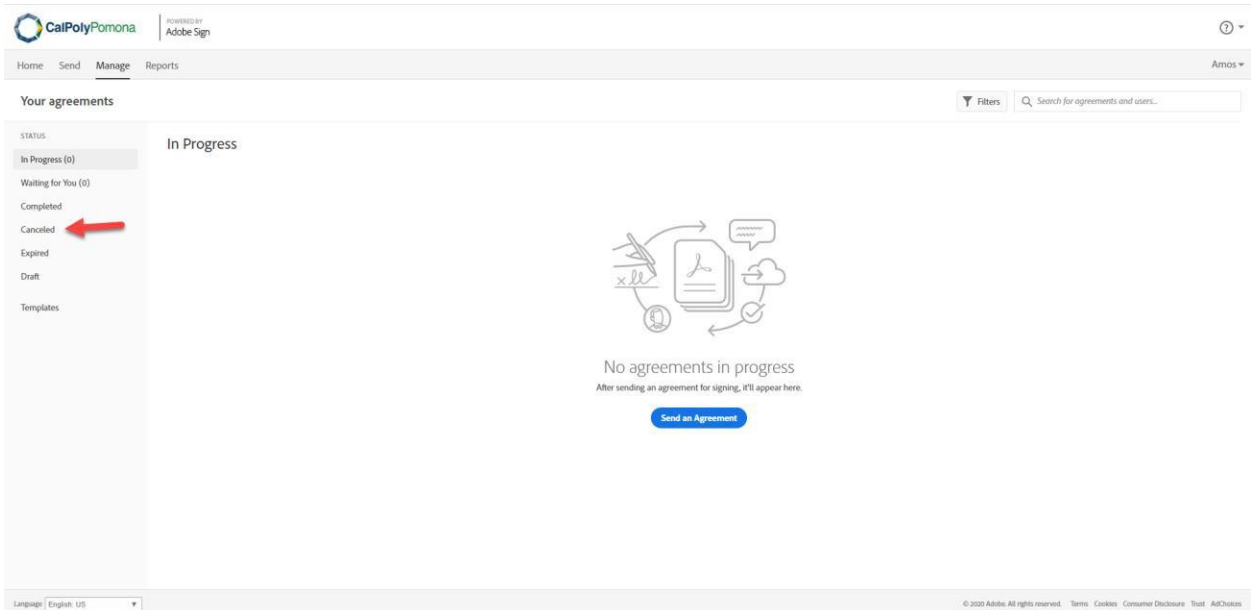 CalPolyPomona
POWERED BY
Adobe Sign
Home Send Manage Reports
Amos
Your agreements
Filters
Search for agreements and users...
STATUS
In Progress (0)
Waiting for You (0)
Completed
Canceled
Expired
Draft
Templates
In Progress
No agreements in progress
After sending an agreement for signing, it'll appear here.
Send an Agreement
Language English: US
© 2020 Adobe. All rights reserved. Terms Cookies Consumer Disclosure Trust AdChoices